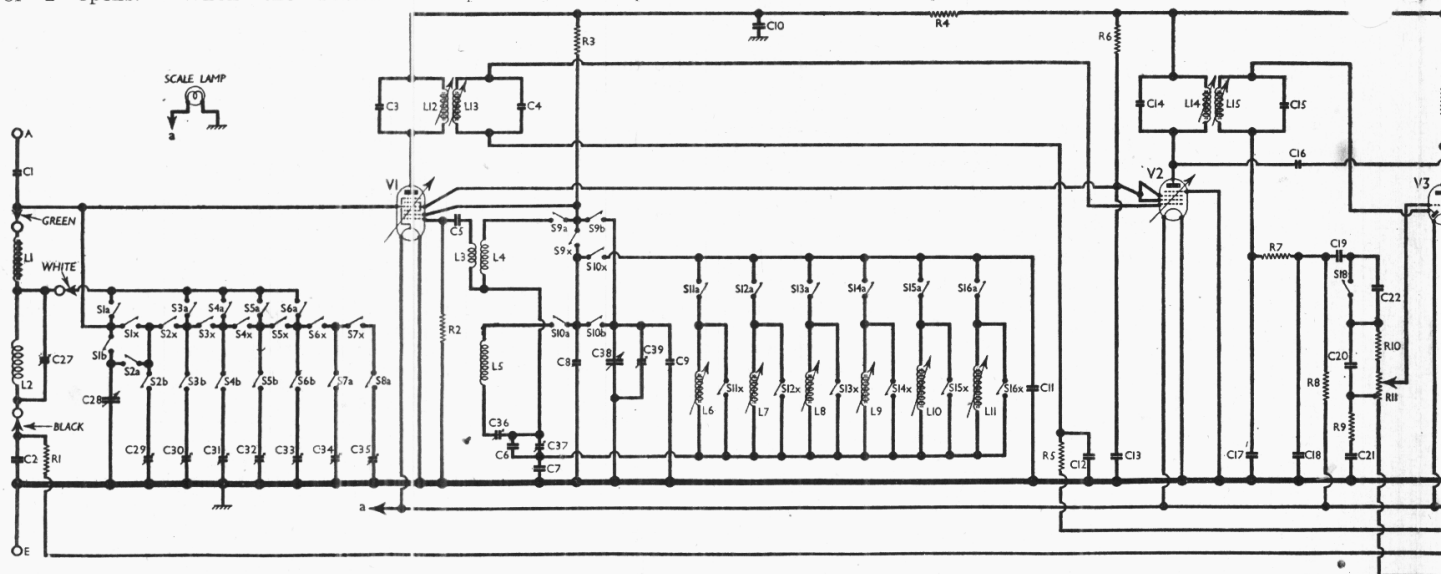 C10
R4
R3
R6
SCALE LAMP
a
C3
L12
L13
C4
C14
L14
L15
C15
A
C1
C16
V1
V2
V3
GREEN
C5
S9a
S9b
L1
L3
L4
S9x
S10x
R7
C19
WHITE
S18
S11a
S12a
S13a
S14a
S15a
S16a
C22
S1a
S3a
S4a
S5a
S6a
S1x
S2x
S3x
S4x
S5x
S6x
S7x
R2
S10a
S10b
S1b
C27
S2a
C8
C38
C39
C9
C20
R10
L2
S2b
S3b
S4b
S5b
S6b
S7a
S8a
L5
S11x
S12x
S13x
S14x
S15x
S16x
C11
R8
R11
C28
L6
L7
L8
L9
L10
L11
BLACK
C36
C37
R9
C2
R1
C29
C30
C31
C32
C33
C34
C35
C6
C7
R5
C12
C13
C17
C18
C21
a
E